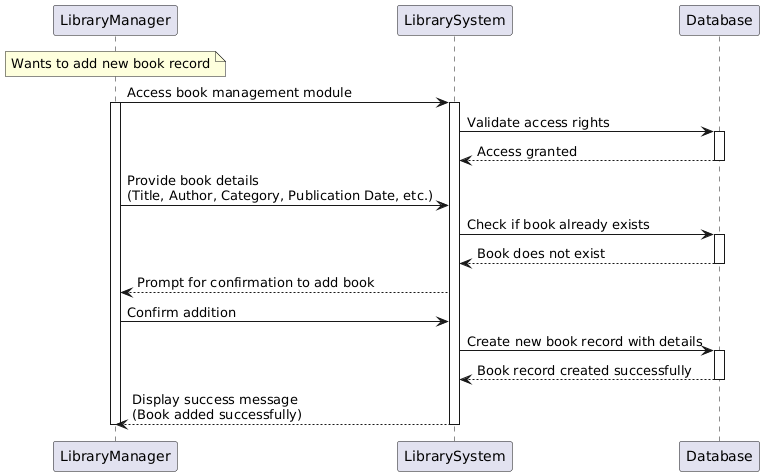 LibraryManager LibrarySystem Database
Wants to add new book record
Access book management module
Validate access rights
Access granted
Provide book details
(Title, Author, Category, Publication Date, etc.)
Check if book already exists
Book does not exist
Prompt for confirmation to add book
Confirm addition
Create new book record with details
Book record created successfully
Display success message
(Book added successfully)
LibraryManager LibrarySystem Database